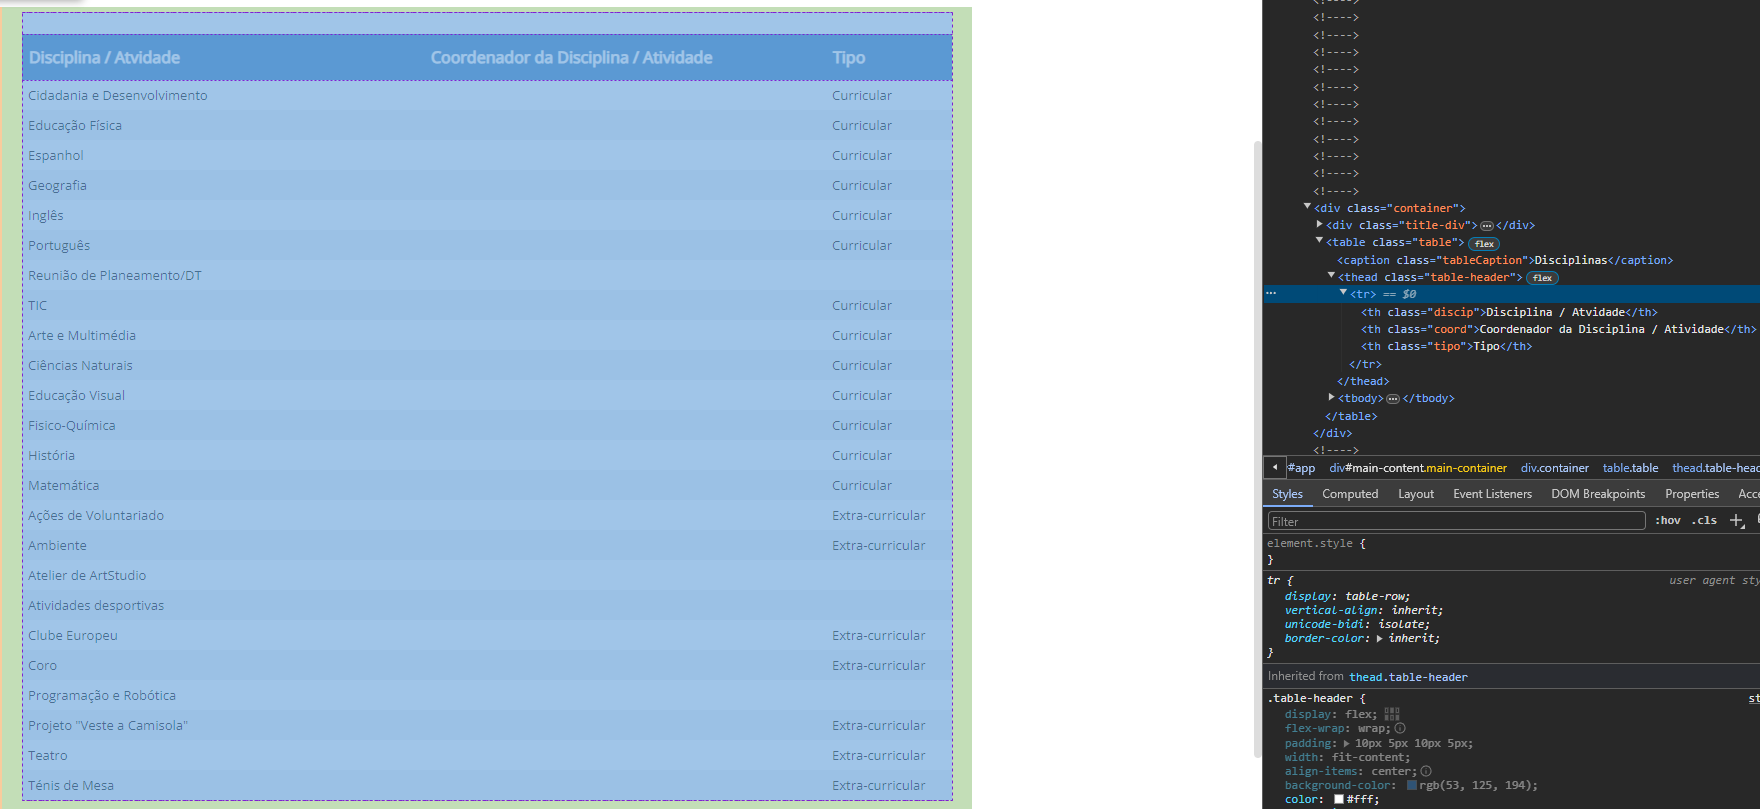 Disciplina / Atvidade Coordenador da Disciplina / Atividade Tipo
Cidadania e Desenvolvimento Curricular
Educação Física Curricular
Espanhol Curricular
Geografia Curricular
Inglês Curricular
Português Curricular
Reunião de Planeamento/DT
TIC Curricular
Arte e Multimédia Curricular
Ciências Naturais Curricular
Educação Visual Curricular
Fisico-Química Curricular
História Curricular
Matemática Curricular
Ações de Voluntariado Extra-curricular
Ambiente Extra-curricular
Atelier de ArtStudio
Atividades desportivas
Clube Europeu Extra-curricular
Coro Extra-curricular
Programação e Robótica
Projeto "Veste a Camisola" Extra-curricular
Teatro Extra-curricular
Ténis de Mesa Extra-curricular
<!---->
<!---->
<!---->
<!---->
<!---->
<!---->
<!---->
<!---->
<!---->
<!---->
<!---->
<div class="container">
<div class="title-div"> ⋯ </div>
<table class="table"> flex
<caption class="tableCaption">Disciplinas</caption>
<thead class="table-header"> flex
⋯ <tr> == $0
<th class="discip">Disciplina / Atvidade</th>
<th class="coord">Coordenador da Disciplina / Atividade</th>
<th class="tipo">Tipo</th>
</tr>
</thead>
<tbody> ⋯ </tbody>
</table>
</div>
<!---->
#app div#main-content.main-container div.container table.table thead.table-head
Styles Computed Layout Event Listeners DOM Breakpoints Properties Acce
Filter :hov .cls +
element.style {
}
tr { user agent sty
display: table-row;
vertical-align: inherit;
unicode-bidi: isolate;
border-color: inherit;
}
Inherited from thead.table-header
.table-header { st
display: flex;
flex-wrap: wrap;
padding: 10px 5px 10px 5px;
width: fit-content;
align-items: center;
background-color: rgb(53, 125, 194);
color: #fff;